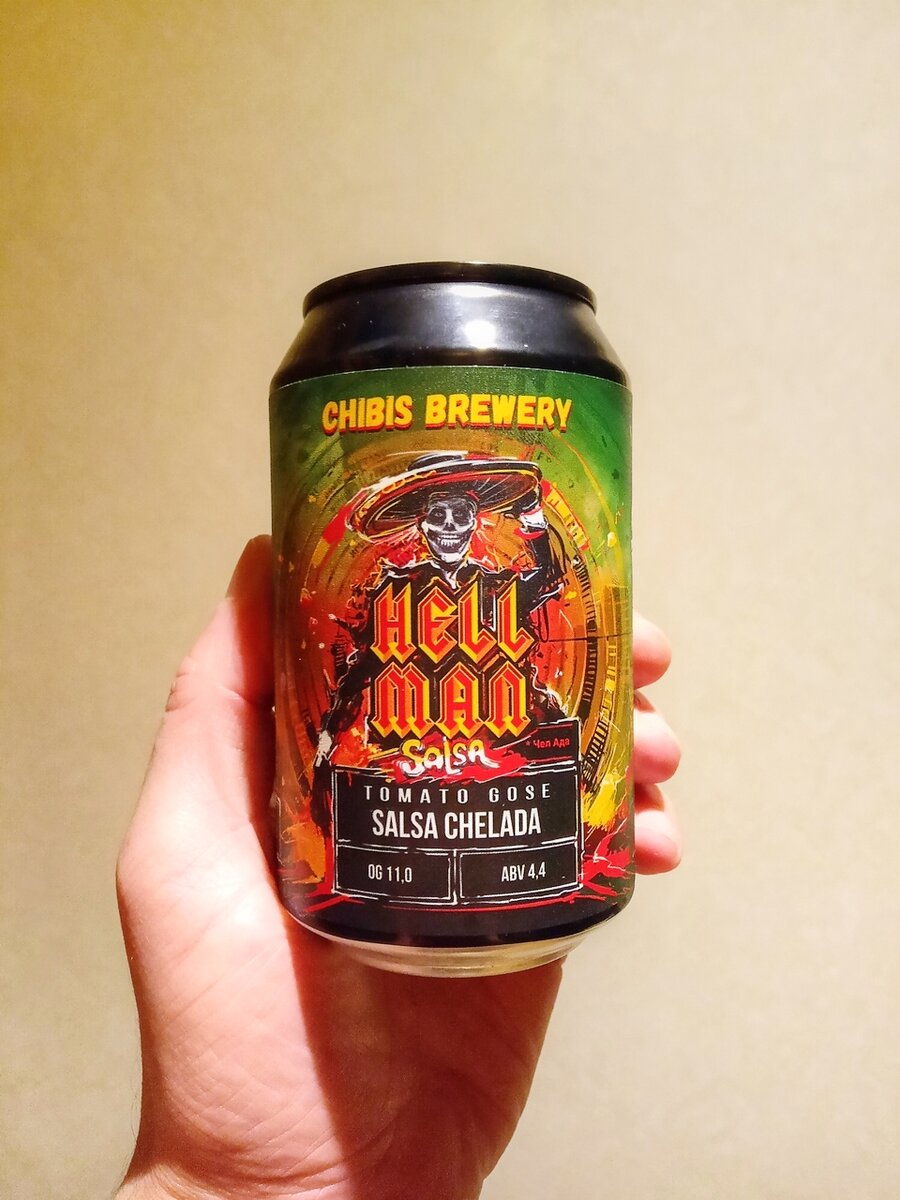 CHIBIS BREWERY
HELL
MAN
SALSA
* Чел Ада
TOMATO GOSE
SALSA CHELADA
OG 11,0
ABV 4,4